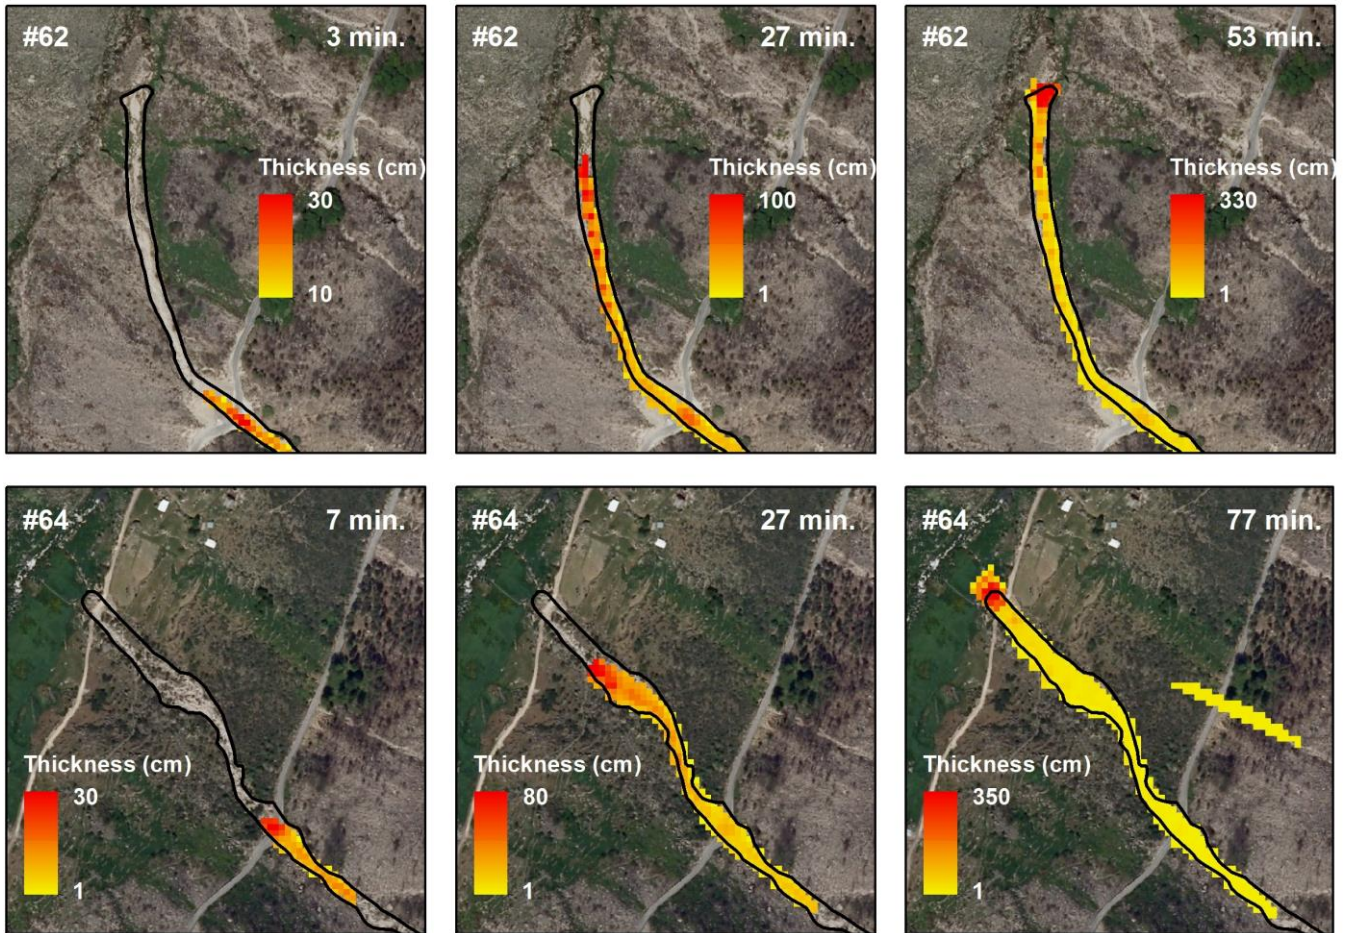 #62 3 min.
Thickness (cm)
30
10
#62 27 min.
Thickness (cm)
100
1
#62 53 min.
Thickness (cm)
330
1
#64 7 min.
Thickness (cm)
30
1
#64 27 min.
Thickness (cm)
80
1
#64 77 min.
Thickness (cm)
350
1